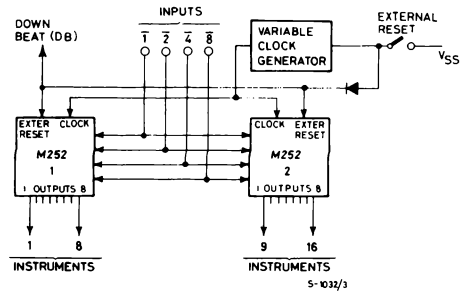 DOWN
BEAT (DB)
INPUTS
1 2 4 8
VARIABLE
CLOCK
GENERATOR
EXTERNAL
RESET
VSS
EXTER CLOCK
RESET
M252
1
1 OUTPUTS 8
CLOCK EXTER
RESET
M252
2
1 OUTPUTS 8
1 8
INSTRUMENTS
9 16
INSTRUMENTS
S-1032/3